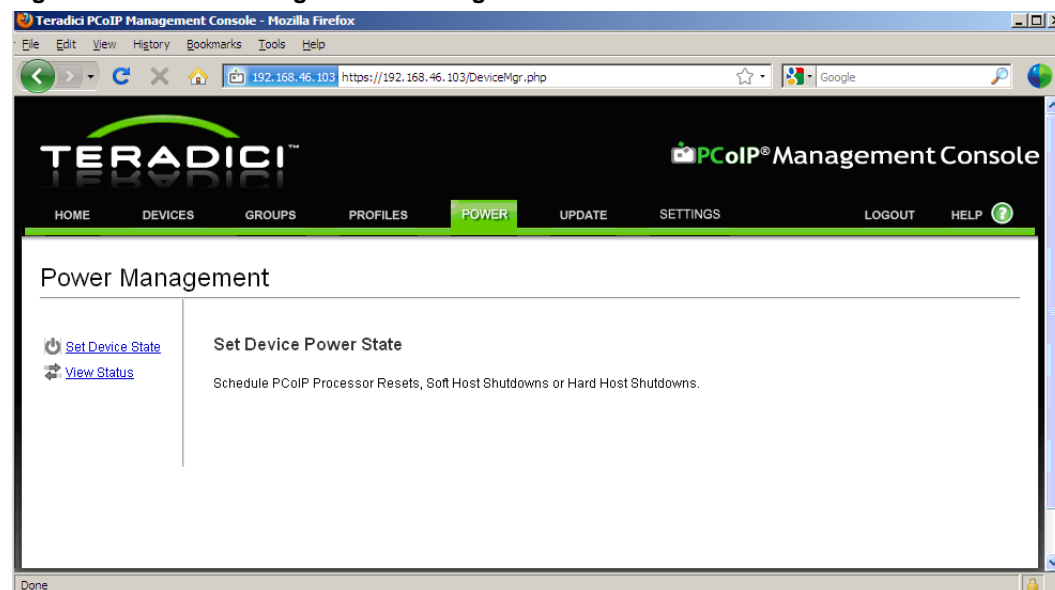 Teradici PCoIP Management Console - Mozilla Firefox
File Edit View History Bookmarks Tools Help
192.168.46.103 https://192.168.46.103/DeviceMgr.php Google
TERADICI™
PCoIP® Management Console
HOME DEVICES GROUPS PROFILES POWER UPDATE SETTINGS LOGOUT HELP ?
Power Management
Set Device State
View Status
Set Device Power State
Schedule PCoIP Processor Resets, Soft Host Shutdowns or Hard Host Shutdowns.
Done